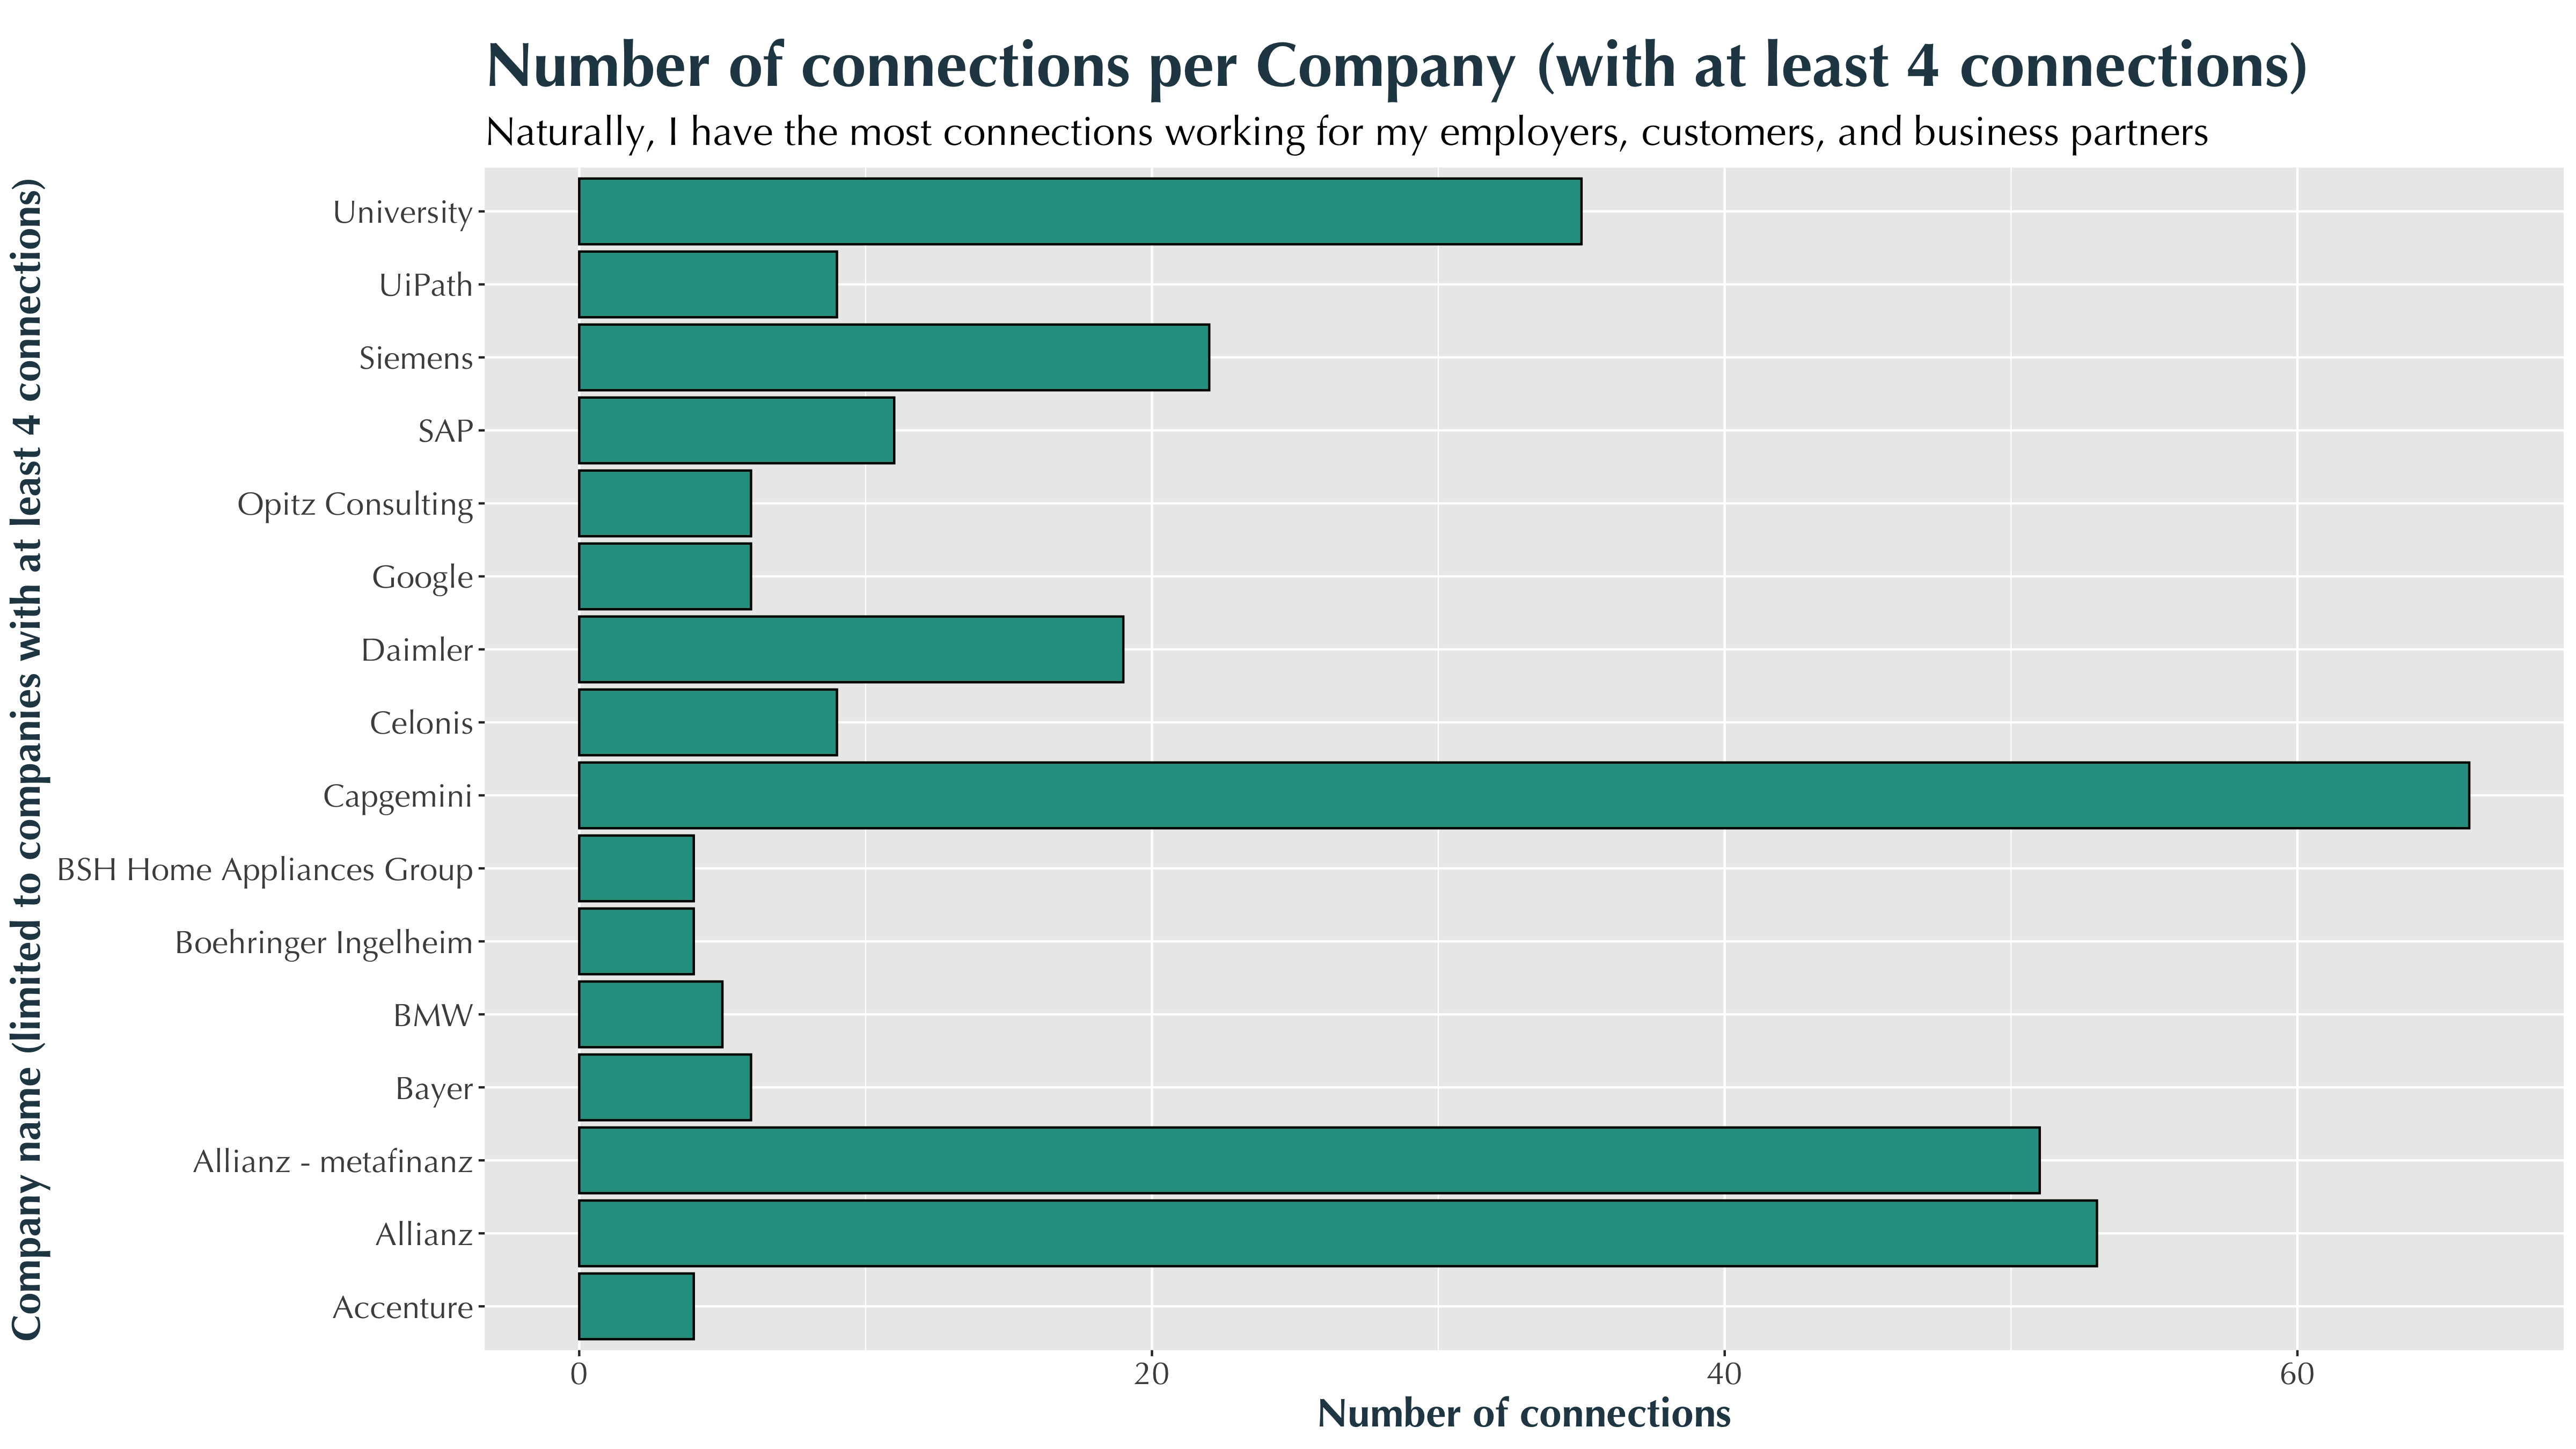 Number of connections per Company (with at least 4 connections)
Naturally, I have the most connections working for my employers, customers, and business partners
Company name (limited to companies with at least 4 connections)
University
UiPath
Siemens
SAP
Opitz Consulting
Google
Daimler
Celonis
Capgemini
BSH Home Appliances Group
Boehringer Ingelheim
BMW
Bayer
Allianz - metafinanz
Allianz
Accenture
0 20 40 60
Number of connections